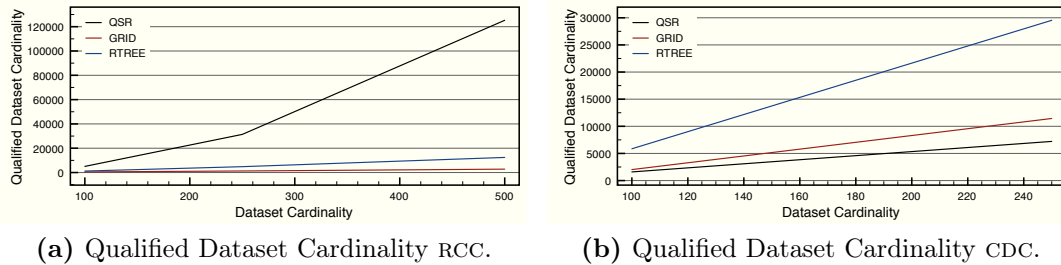 QSR
GRID
RTREE
120000
100000
80000
60000
40000
20000
0
Qualified Dataset Cardinality
100
200
300
400
500
Dataset Cardinality
(a) Qualified Dataset Cardinality RCC.
QSR
GRID
RTREE
30000
25000
20000
15000
10000
5000
0
Qualified Dataset Cardinality
100
120
140
160
180
200
220
240
Dataset Cardinality
(b) Qualified Dataset Cardinality CDC.